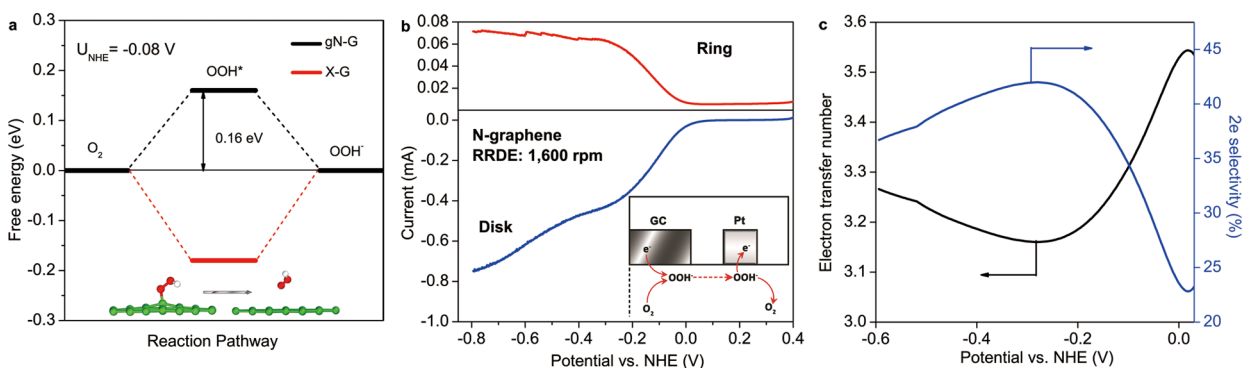 a
U_NHE= -0.08 V
gN-G
X-G
OOH*
0.16 eV
O₂
OOH⁻
0.3
0.2
0.1
0.0
-0.1
-0.2
-0.3
Free energy (eV)
Reaction Pathway
b
0.08
0.06
0.04
0.02
Ring
0.00
-0.2
-0.4
-0.6
-0.8
-1.0
Current (mA)
N-graphene
RRDE: 1,600 rpm
Disk
GC
Pt
e⁻
e⁻
OOH⁻
OOH⁻
O₂
O₂
-0.8
-0.6
-0.4
-0.2
0.0
0.2
0.4
Potential vs. NHE (V)
c
3.6
3.5
3.4
3.3
3.2
3.1
3.0
Electron transfer number
45
40
35
30
25
20
2e selectivity (%)
-0.6
-0.4
-0.2
0.0
Potential vs. NHE (V)